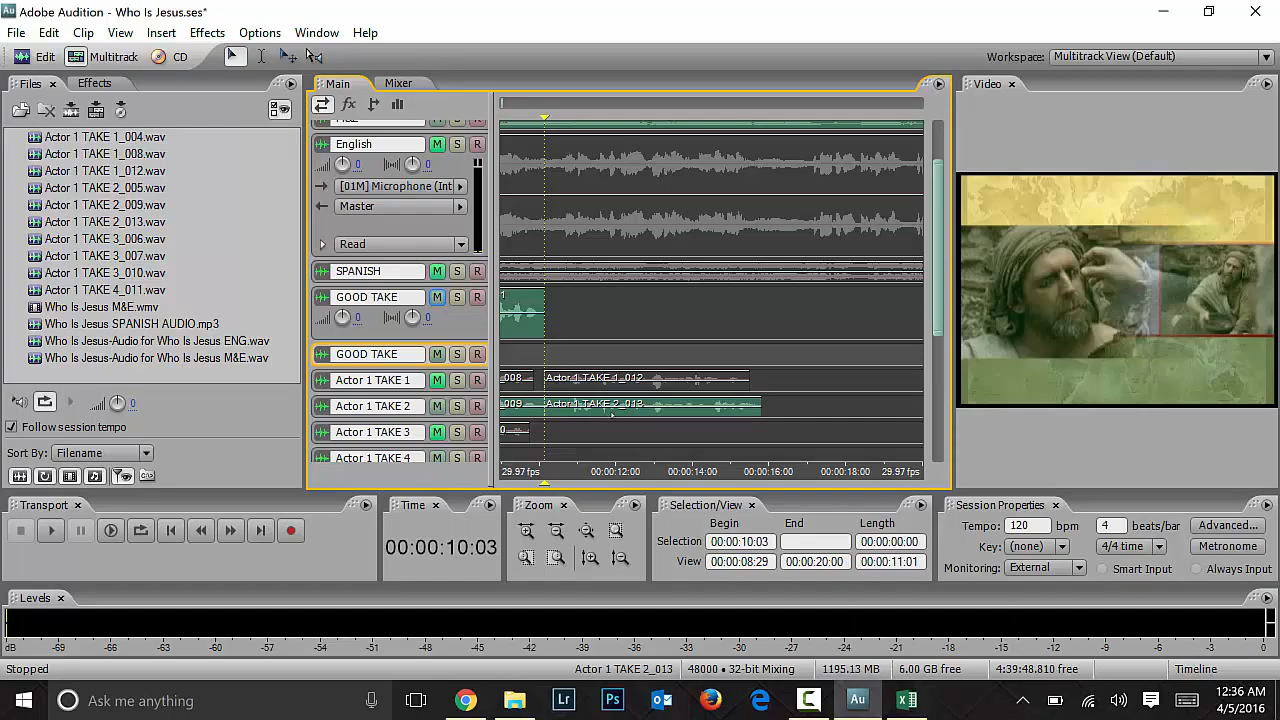 Au Adobe Audition - Who Is Jesus.ses*
File Edit Clip View Insert Effects Options Window Help
Edit Multitrack CD
Workspace: Multitrack View (Default)
Files × Effects
Actor 1 TAKE 1_004.wav
Actor 1 TAKE 1_008.wav
Actor 1 TAKE 1_012.wav
Actor 1 TAKE 2_005.wav
Actor 1 TAKE 2_009.wav
Actor 1 TAKE 2_013.wav
Actor 1 TAKE 3_006.wav
Actor 1 TAKE 3_007.wav
Actor 1 TAKE 3_010.wav
Actor 1 TAKE 4_011.wav
Who Is Jesus M&E.wmv
Who Is Jesus SPANISH AUDIO.mp3
Who Is Jesus-Audio for Who Is Jesus ENG.wav
Who Is Jesus-Audio for Who Is Jesus M&E.wav
0
Follow session tempo
Sort By: Filename
Main Mixer
fx
English M S R
0 0
[01M] Microphone (Int
Master
Read
SPANISH M S R
GOOD TAKE M S R 1
0 0
GOOD TAKE M S R
Actor 1 TAKE 1 M S R _008... Actor 1 TAKE 1_012
Actor 1 TAKE 2 M S R _009... Actor 1 TAKE 2_013
Actor 1 TAKE 3 M S R
Actor 1 TAKE 4 M S R
29.97 fps 00:00:12:00 00:00:14:00 00:00:16:00 00:00:18:00 29.97 fps
Video ×
Transport ×
Time ×
00:00:10:03
Zoom ×
Selection/View ×
Begin End Length
Selection 00:00:10:03 00:00:00:00
View 00:00:08:29 00:00:20:00 00:00:11:01
Session Properties ×
Tempo: 120 bpm 4 beats/bar Advanced...
Key: (none) 4/4 time Metronome
Monitoring: External Smart Input Always Input
Levels ×
dB -69 -66 -63 -60 -57 -54 -51 -48 -45 -42 -39 -36 -33 -30 -27 -24 -21 -18 -15 -12 -9 -6 -3 0
Stopped Actor 1 TAKE 2_013 48000 • 32-bit Mixing 1195.13 MB 6.00 GB free 4:39:48.810 free Timeline
Ask me anything
Lr Ps Au
12:36 AM
4/5/2016